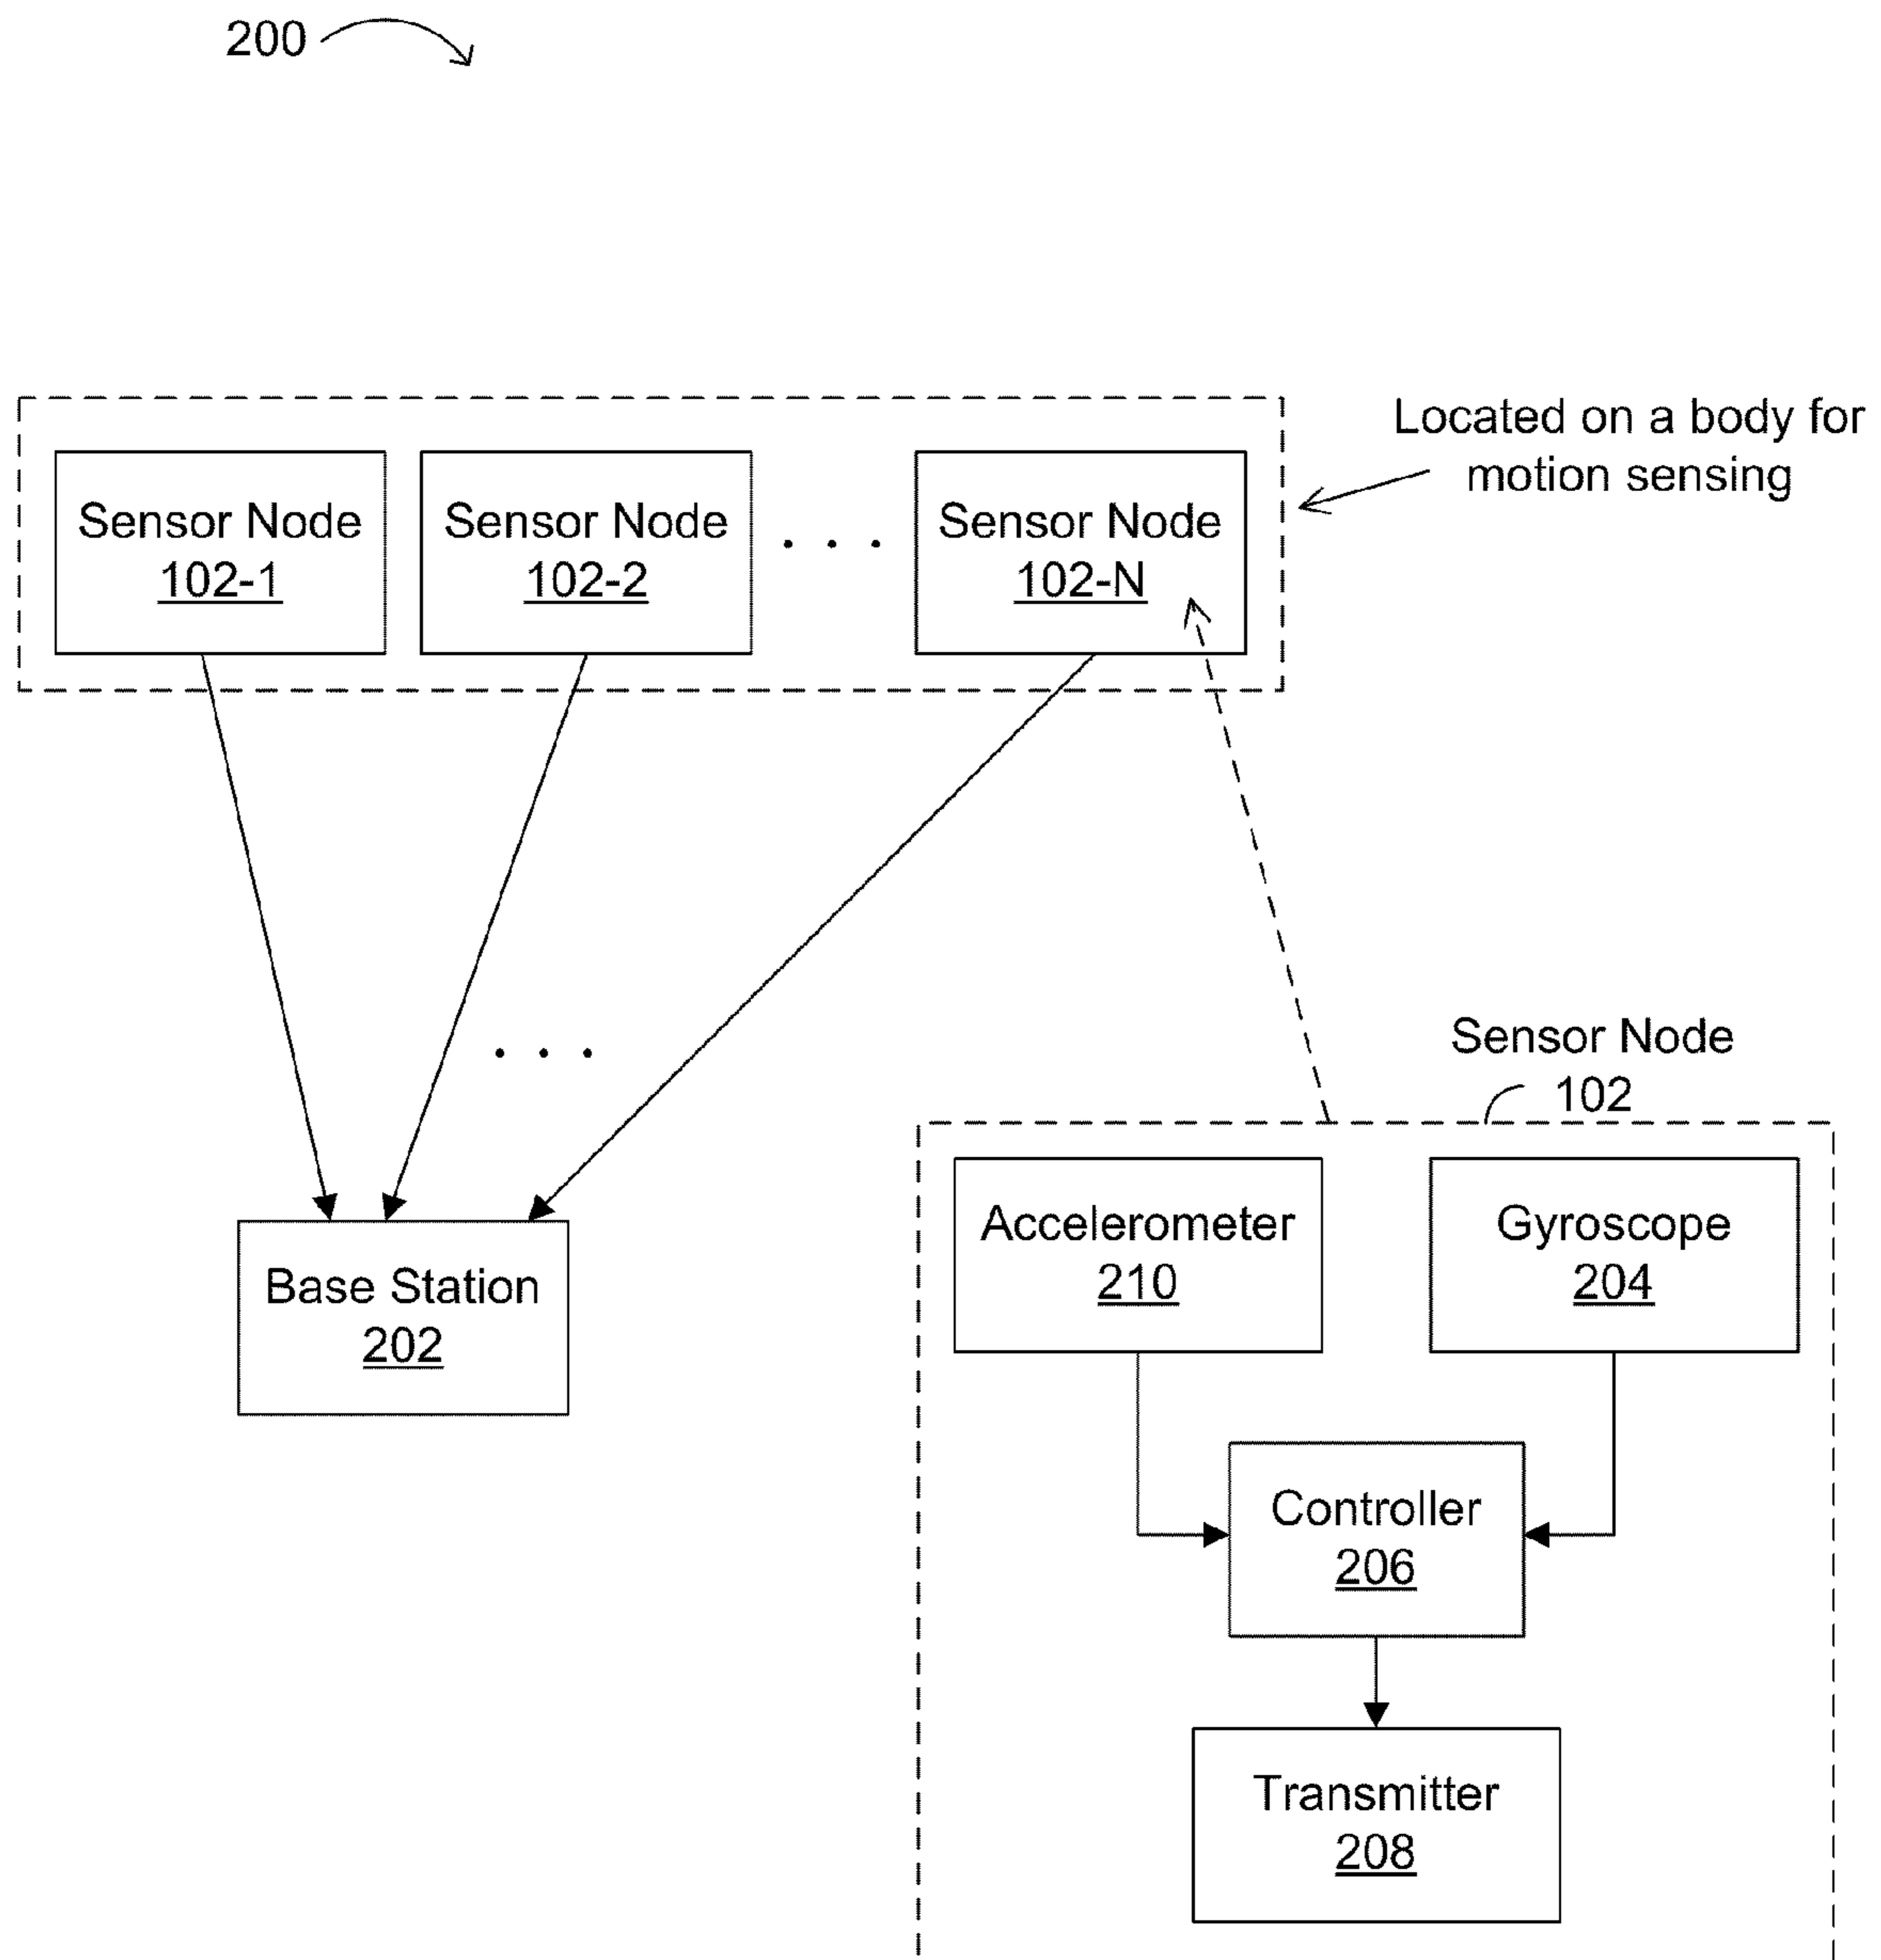 200
Located on a body for
motion sensing
Sensor Node
102-1
Sensor Node
102-2
. . .
Sensor Node
102-N
. . .
Sensor Node
102
Base Station
202
Accelerometer
210
Gyroscope
204
Controller
206
Transmitter
208